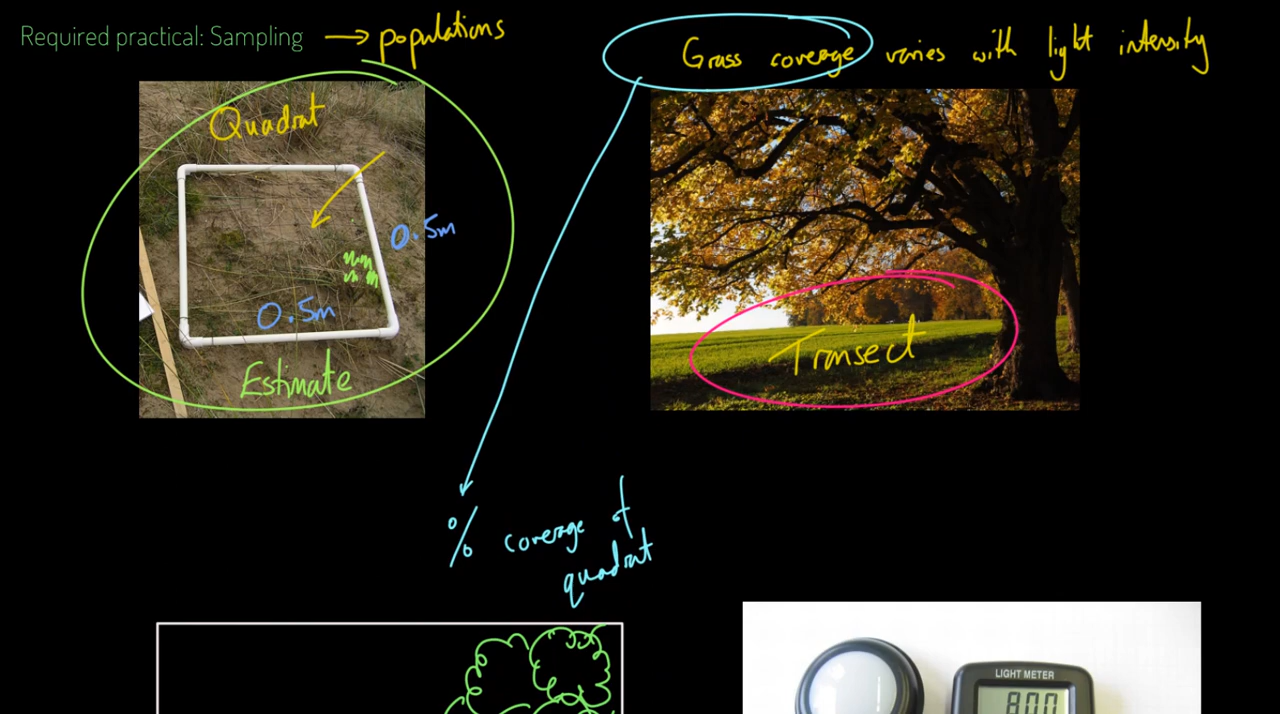 Required practical: Sampling → populations
Grass coverage varies with light intensity
Quadrat
0.5m
0.5m
Estimate
Transect
% coverage of
quadrat
LIGHT METER
800